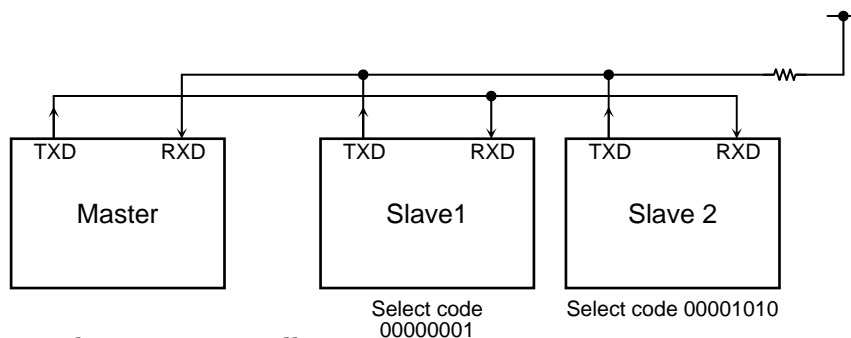 TXD RXD TXD RXD TXD RXD
Master Slave1 Slave 2
Select code
00000001
Select code 00001010